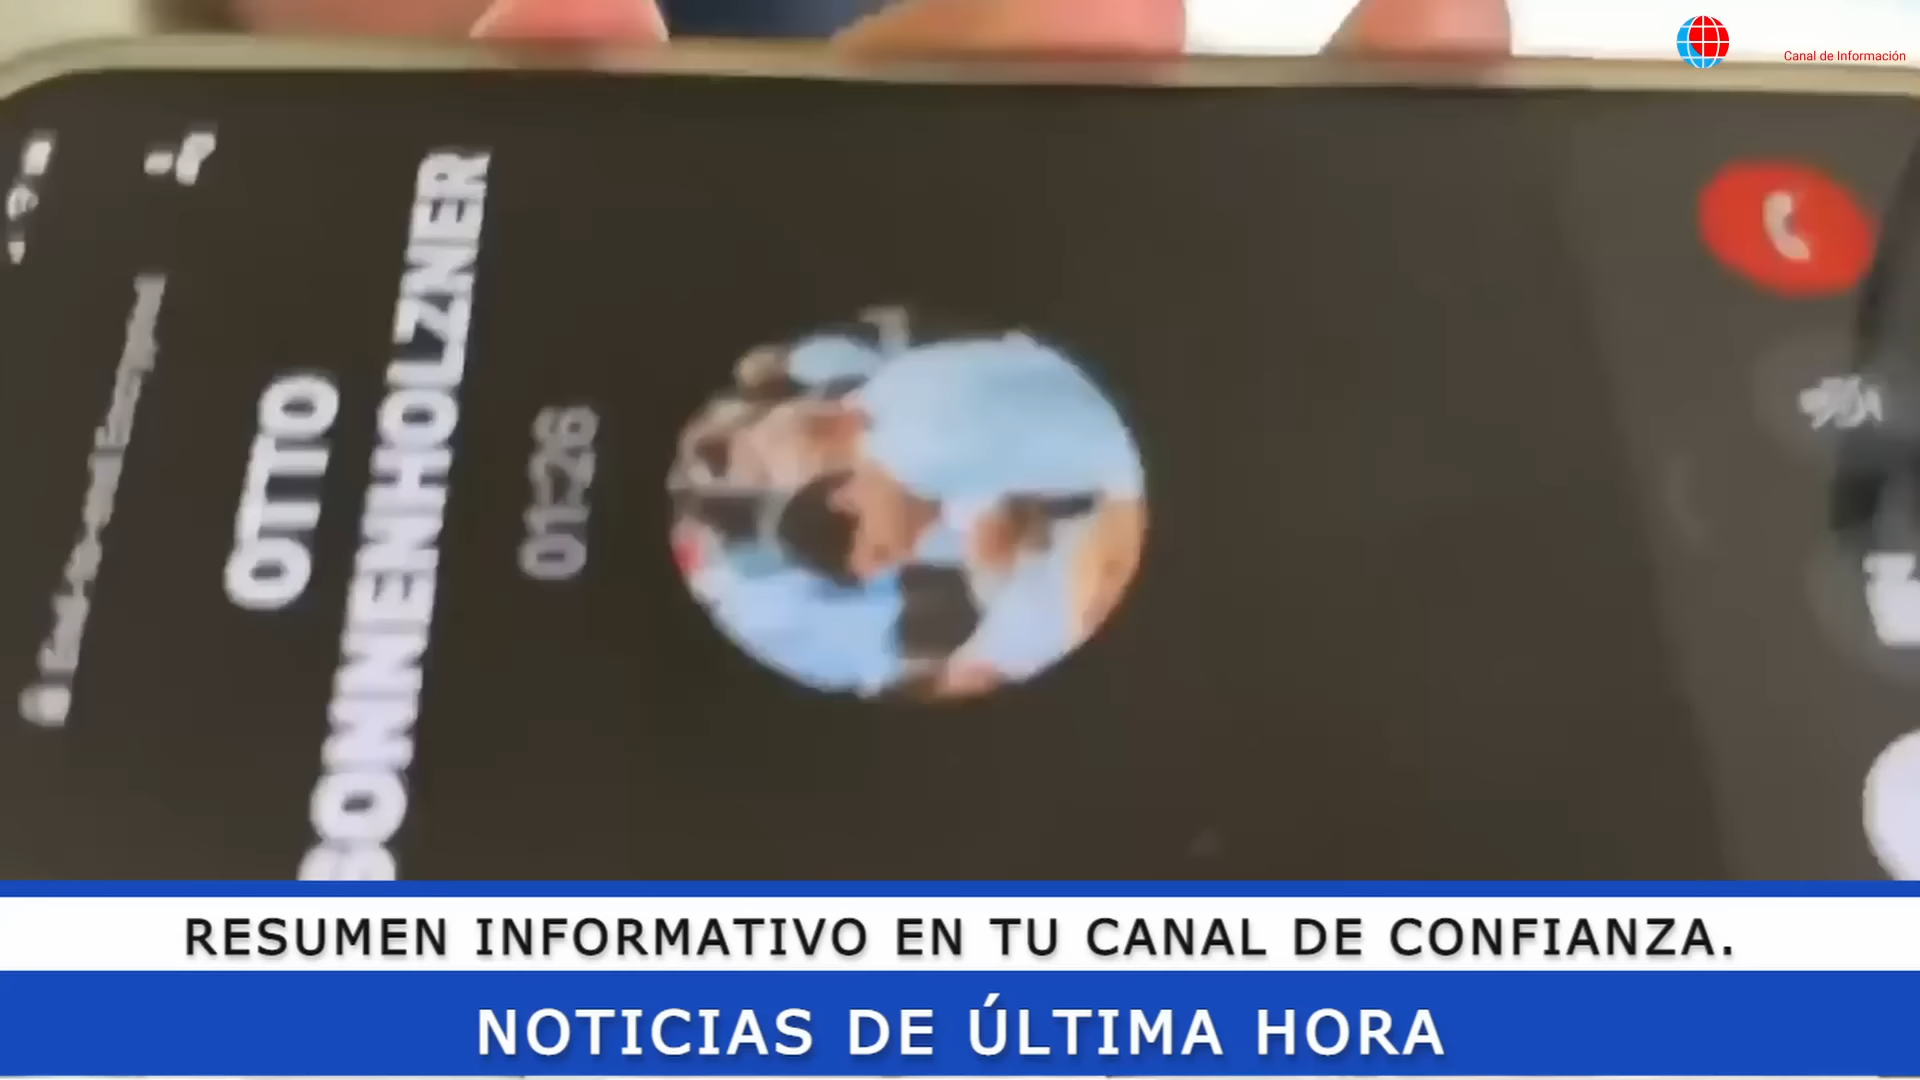 Canal de Información
OTTO
SONNENHOLZNER
01:26
RESUMEN INFORMATIVO EN TU CANAL DE CONFIANZA.
NOTICIAS DE ÚLTIMA HORA